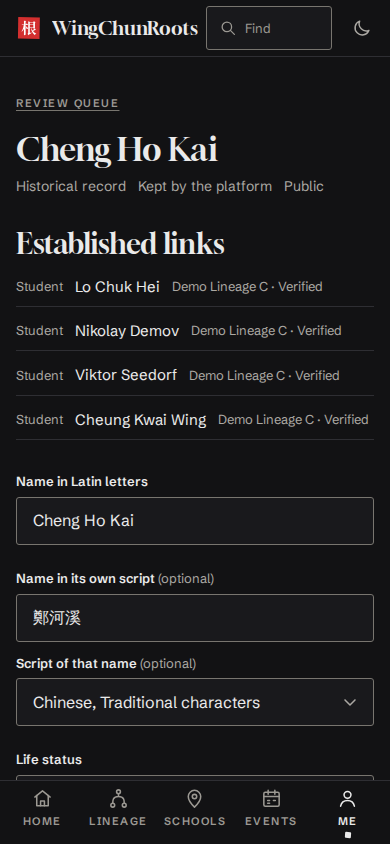 根 WingChunRoots Find
REVIEW QUEUE
Cheng Ho Kai
Historical record Kept by the platform Public
Established links
Student Lo Chuk Hei Demo Lineage C · Verified
Student Nikolay Demov Demo Lineage C · Verified
Student Viktor Seedorf Demo Lineage C · Verified
Student Cheung Kwai Wing Demo Lineage C · Verified
Name in Latin letters
Cheng Ho Kai
Name in its own script (optional)
鄭河溪
Script of that name (optional)
Chinese, Traditional characters
Life status
HOME LINEAGE SCHOOLS EVENTS ME